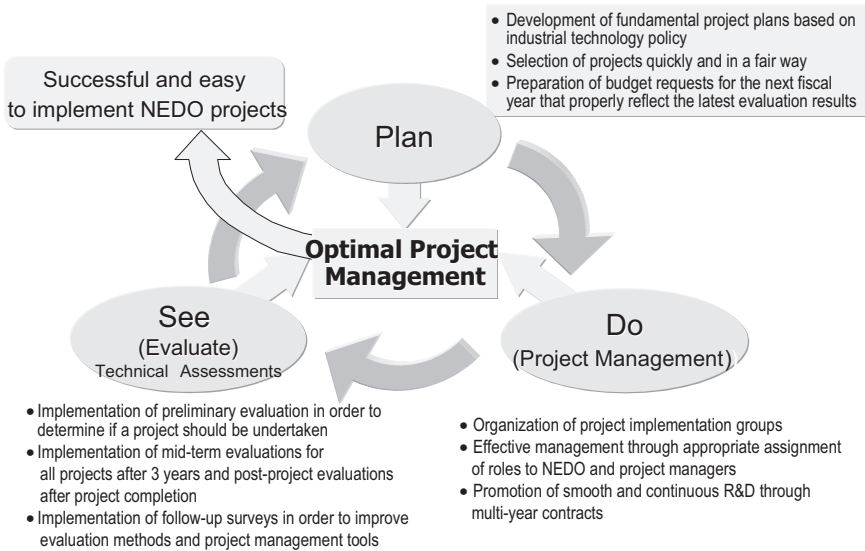 • Development of fundamental project plans based on
industrial technology policy
• Selection of projects quickly and in a fair way
• Preparation of budget requests for the next fiscal
year that properly reflect the latest evaluation results
Successful and easy
to implement NEDO projects
Plan
Optimal Project
Management
See
(Evaluate)
Technical Assessments
Do
(Project Management)
• Implementation of preliminary evaluation in order to
determine if a project should be undertaken
• Implementation of mid-term evaluations for
all projects after 3 years and post-project evaluations
after project completion
• Implementation of follow-up surveys in order to improve
evaluation methods and project management tools
• Organization of project implementation groups
• Effective management through appropriate assignment
of roles to NEDO and project managers
• Promotion of smooth and continuous R&D through
multi-year contracts